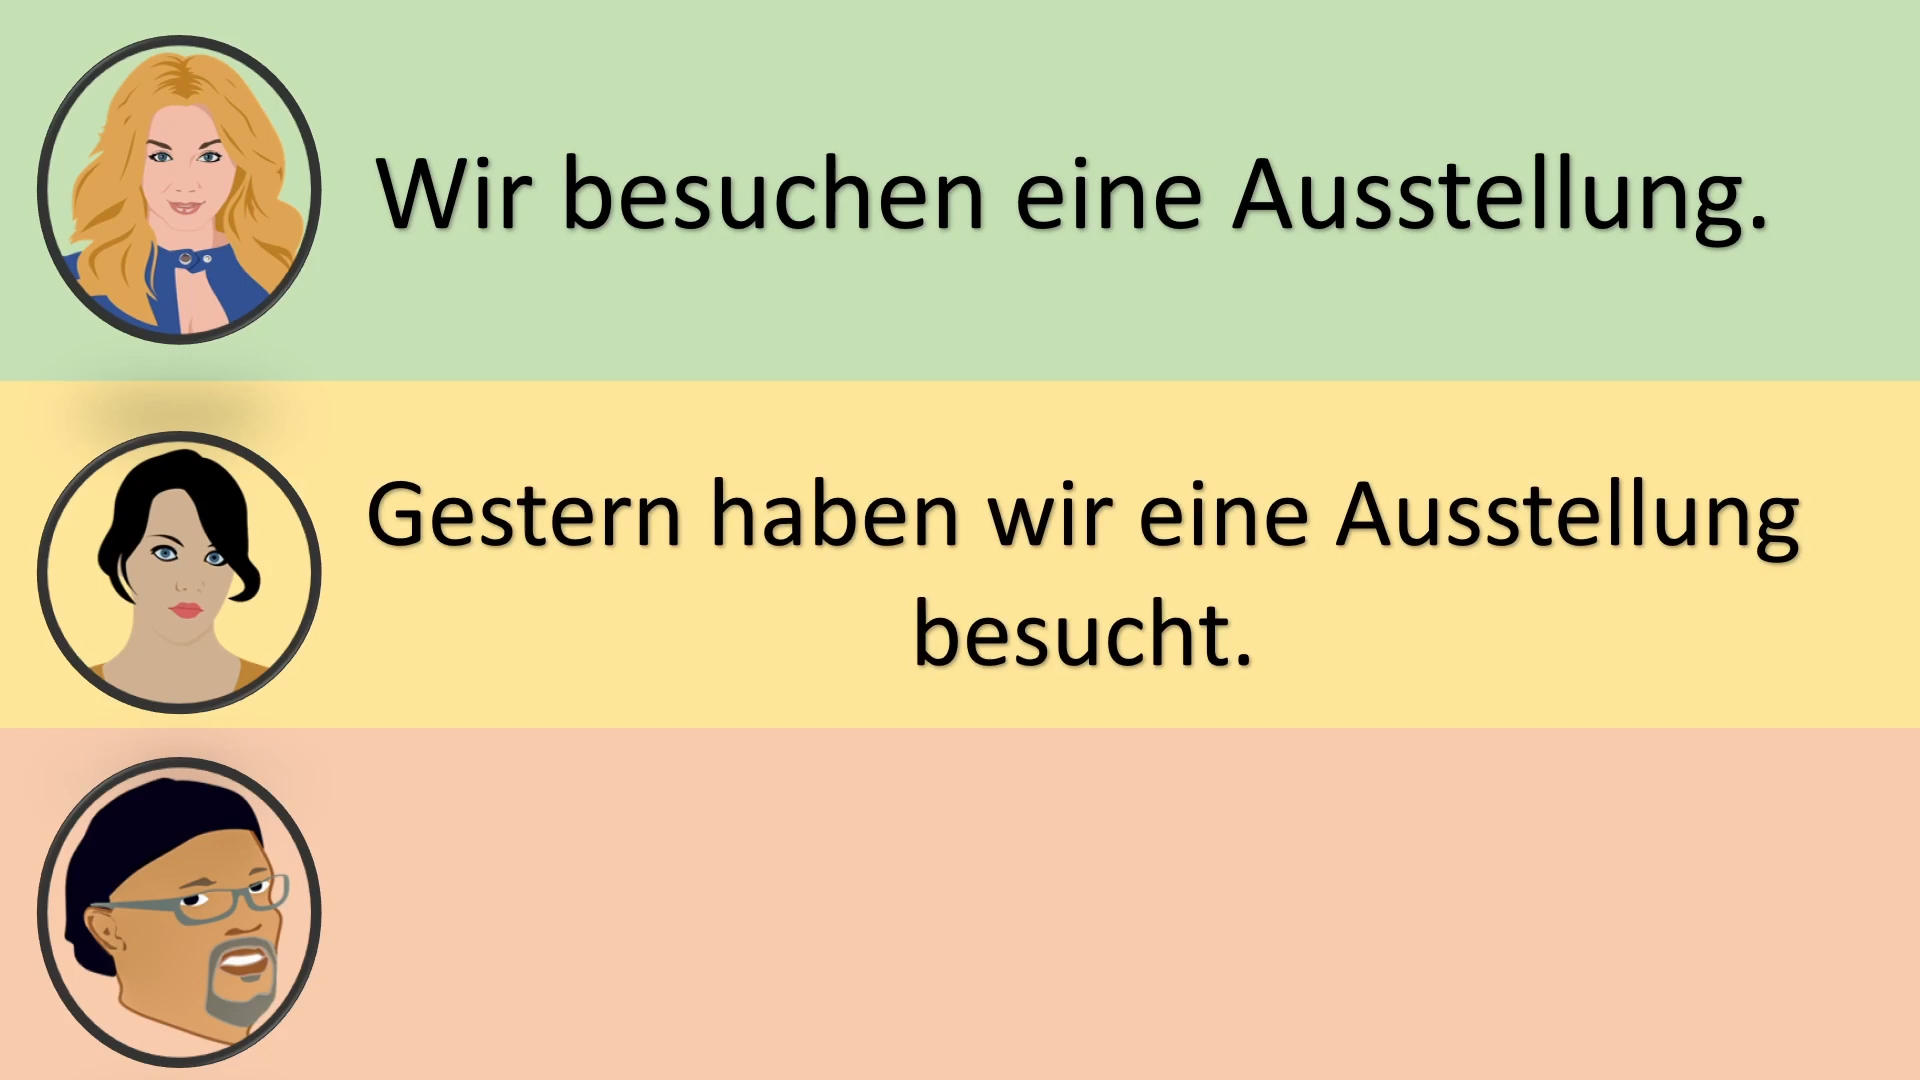 Wir besuchen eine Ausstellung.
Gestern haben wir eine Ausstellung
besucht.